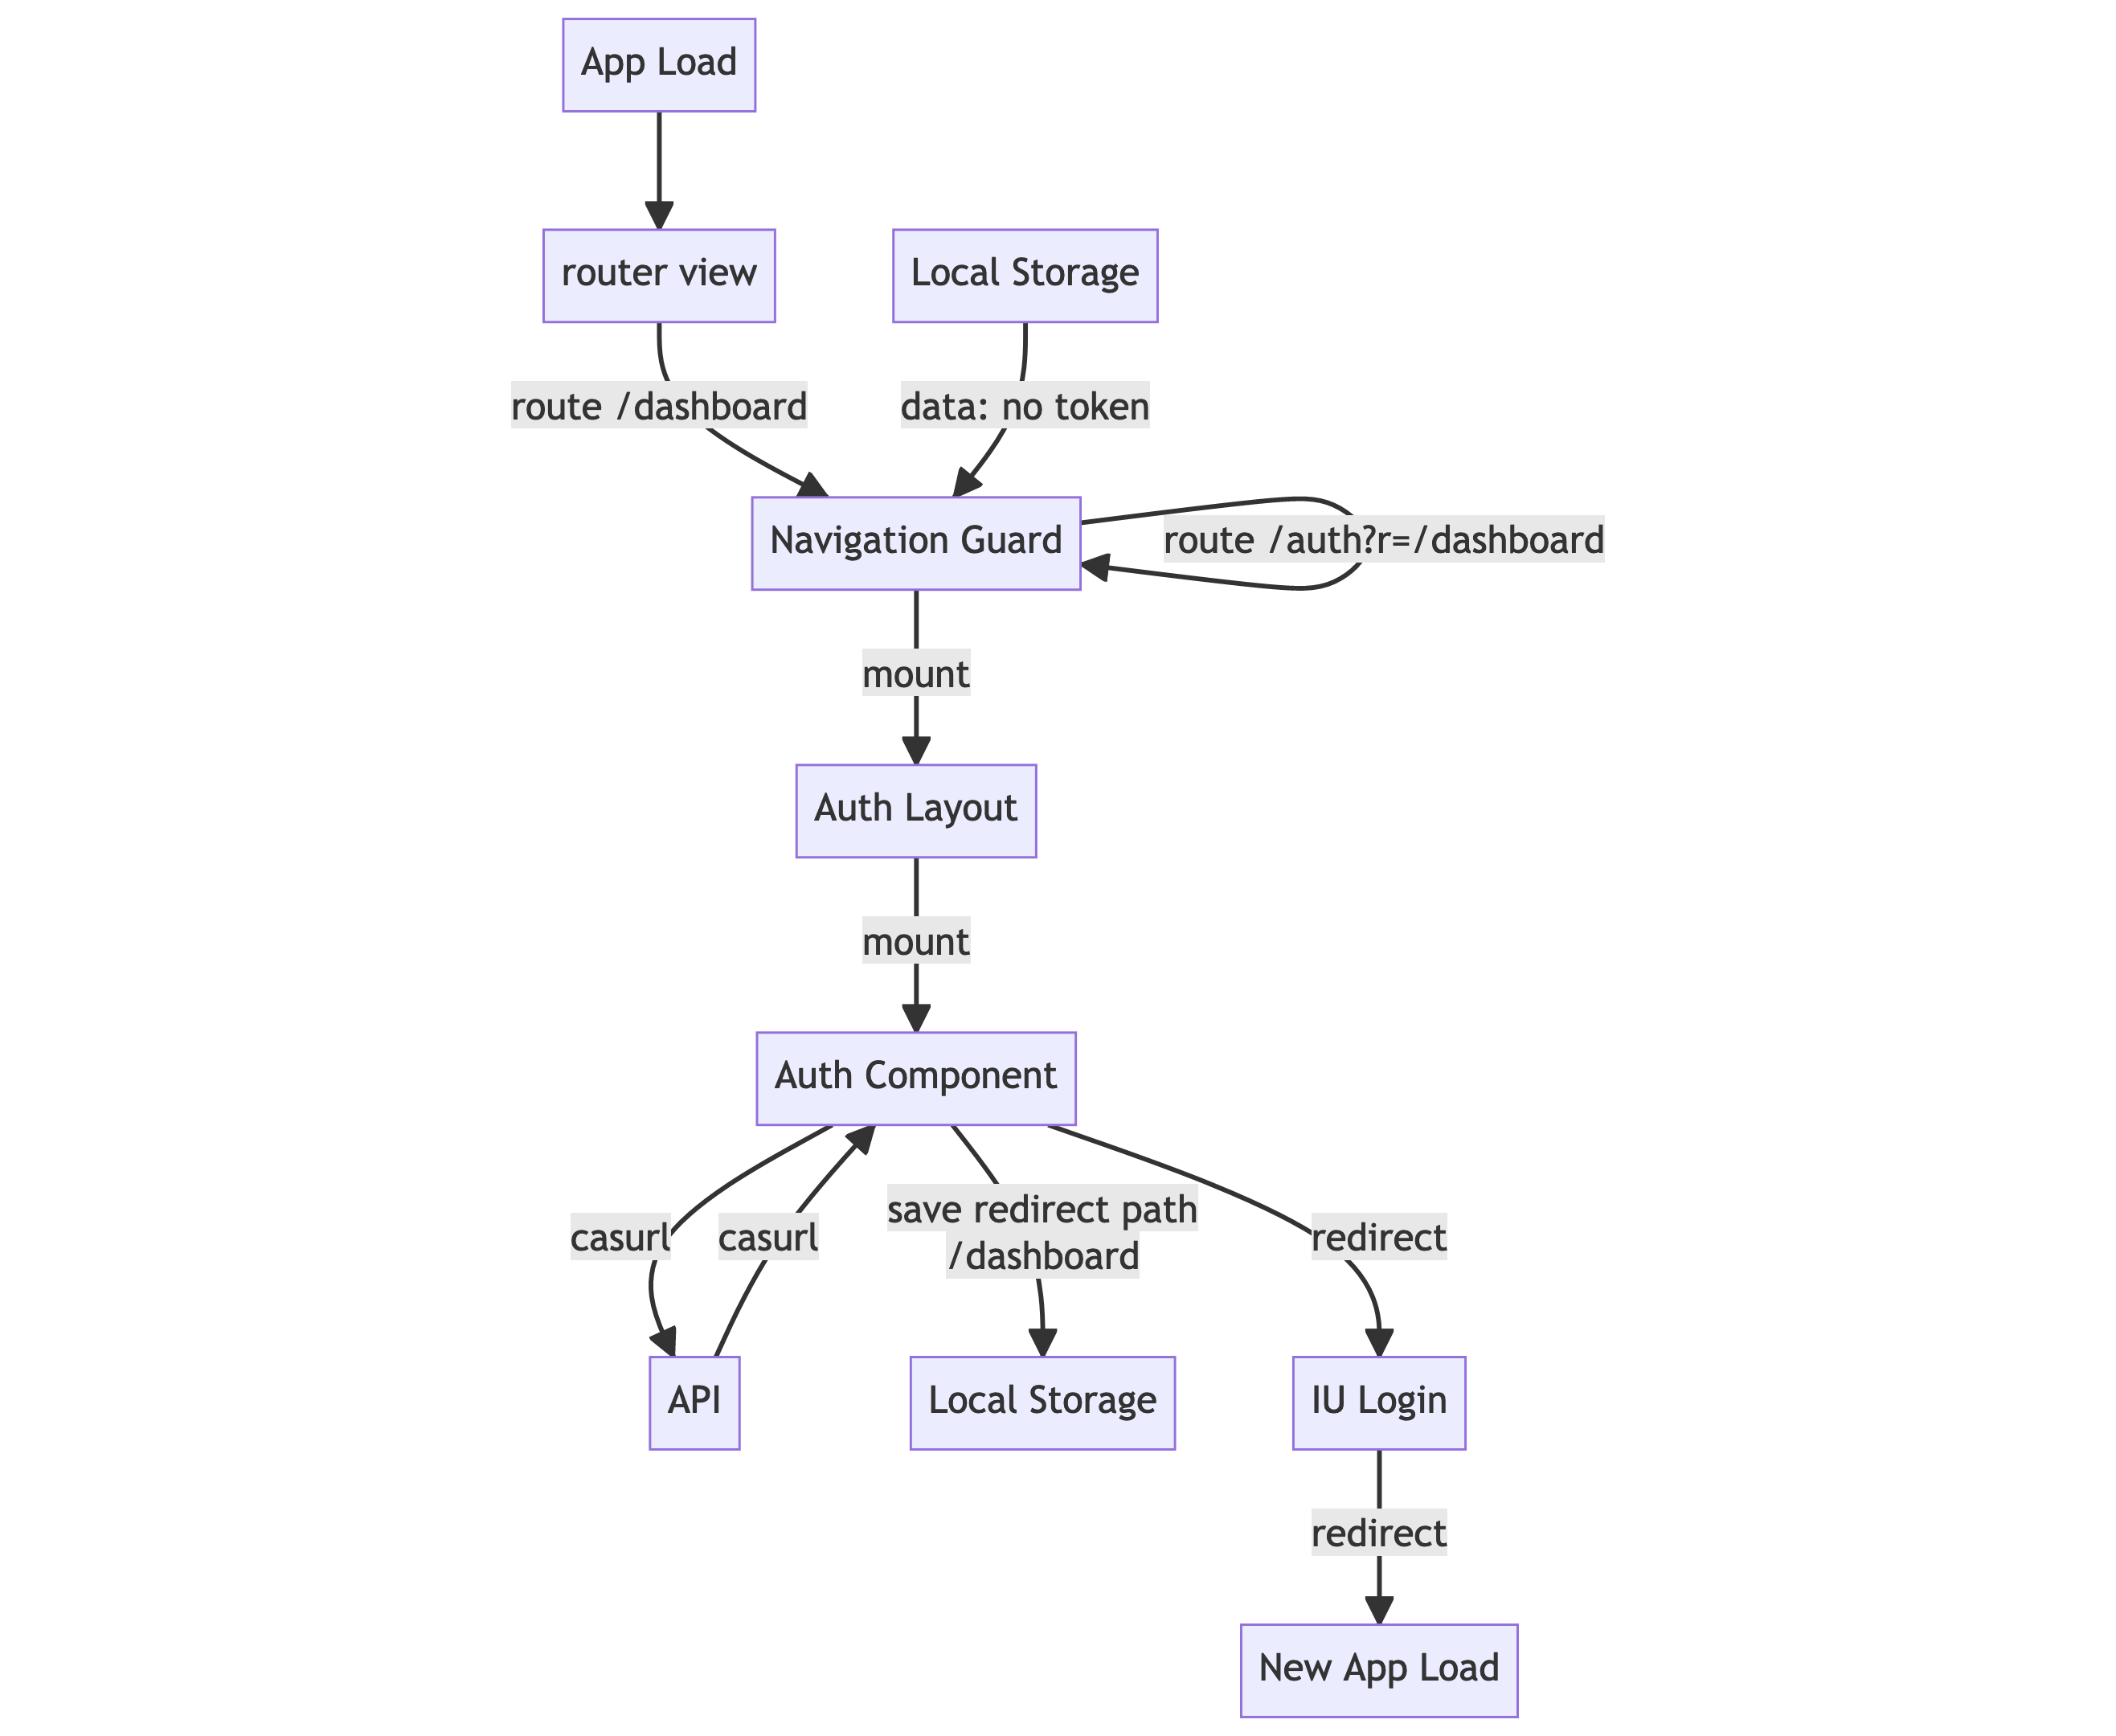 App Load
router view
Local Storage
route /dashboard
data: no token
Navigation Guard
route /auth?r=/dashboard
mount
Auth Layout
mount
Auth Component
casurl
casurl
save redirect path
/dashboard
redirect
API
Local Storage
IU Login
redirect
New App Load